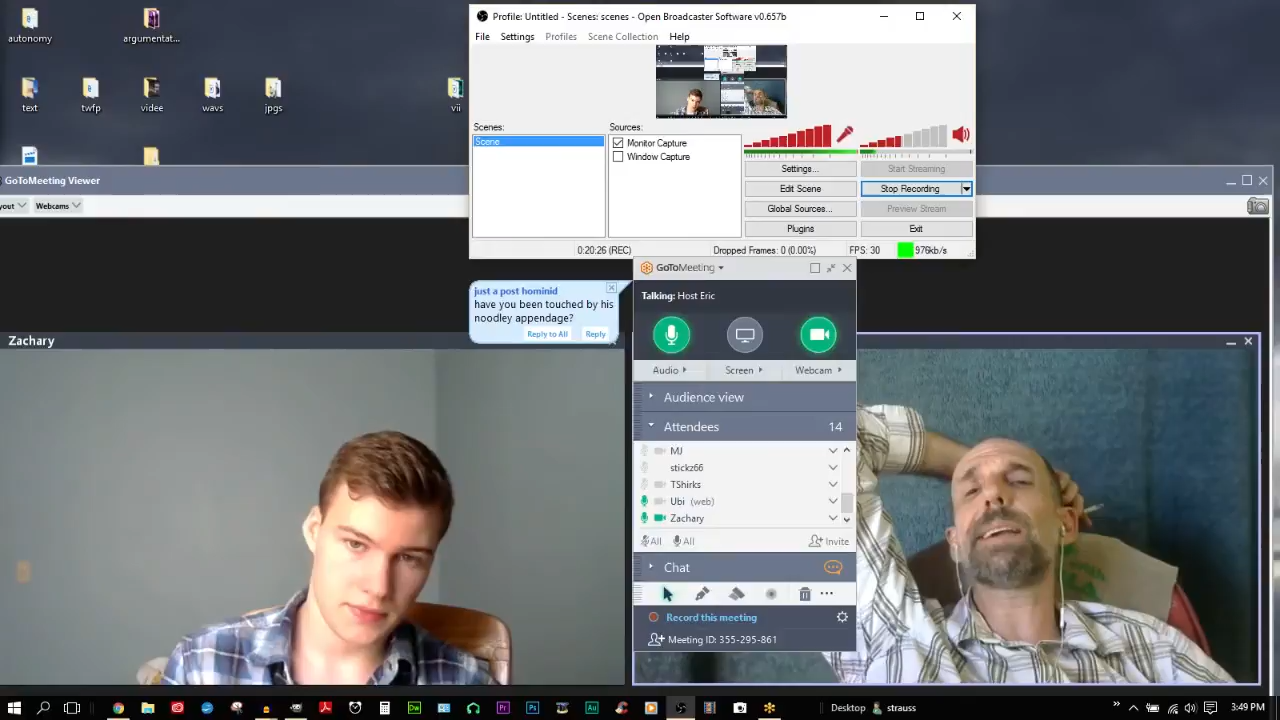 autonomy
argumentat...
text
twfp
videe
wavs
jpgs
vii
Profile: Untitled - Scenes: scenes - Open Broadcaster Software v0.657b
File Settings Profiles Scene Collection Help
Scenes:
Scene
Sources:
Monitor Capture
Window Capture
Settings...
Start Streaming
Edit Scene
Stop Recording
Global Sources...
Preview Stream
Plugins
Exit
0:20:26 (REC)
Dropped Frames: 0 (0.00%)
FPS: 30
976kb/s
GoToMeeting Viewer
yout
Webcams
just a post hominid
have you been touched by his
noodley appendage?
Reply to All
Reply
Zachary
GoToMeeting
Talking: Host Eric
Audio
Screen
Webcam
Audience view
Attendees 14
MJ
stickz66
TShirks
Ubi (web)
Zachary
All
All
Invite
Chat
Record this meeting
Meeting ID: 355-295-861
Dw
Pr
Ps
Au
Desktop
strauss
3:49 PM